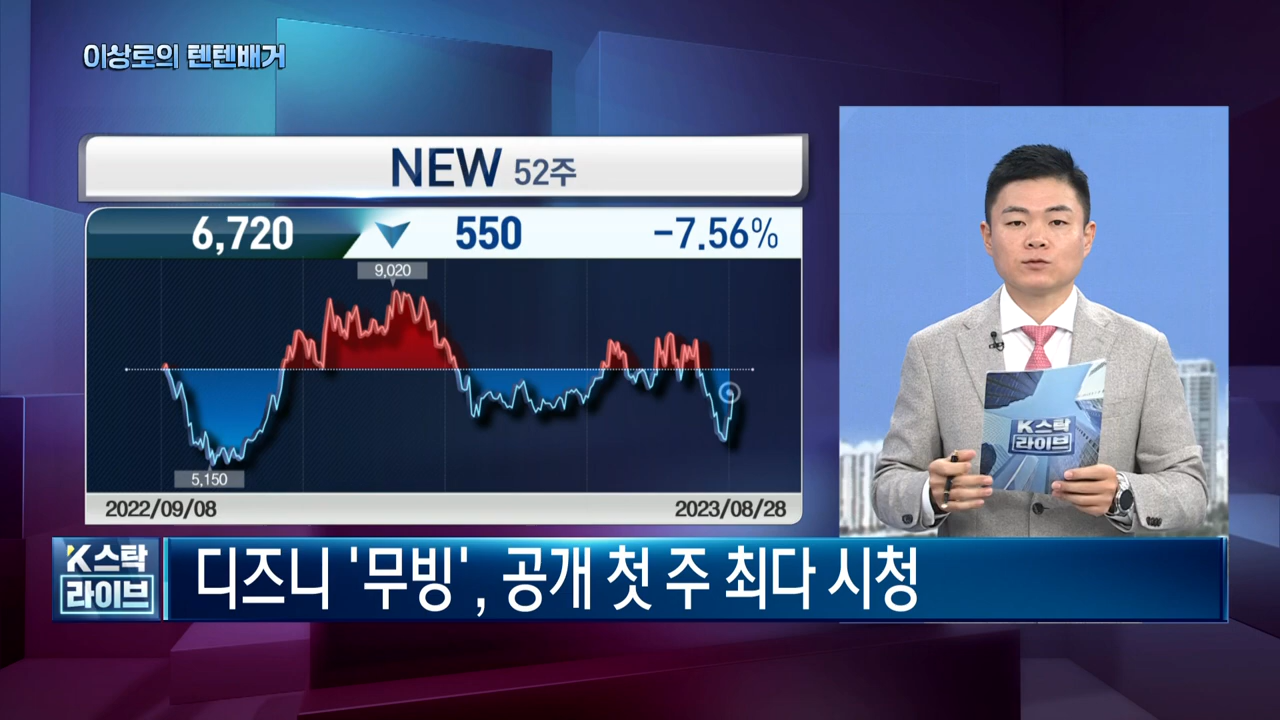 이상로의 텐텐배거
NEW 52주
6,720 550 -7.56%
9,020
5,150
2022/09/08 2023/08/28
K스탁
라이브
K스탁
라이브
디즈니 '무빙', 공개 첫 주 최다 시청